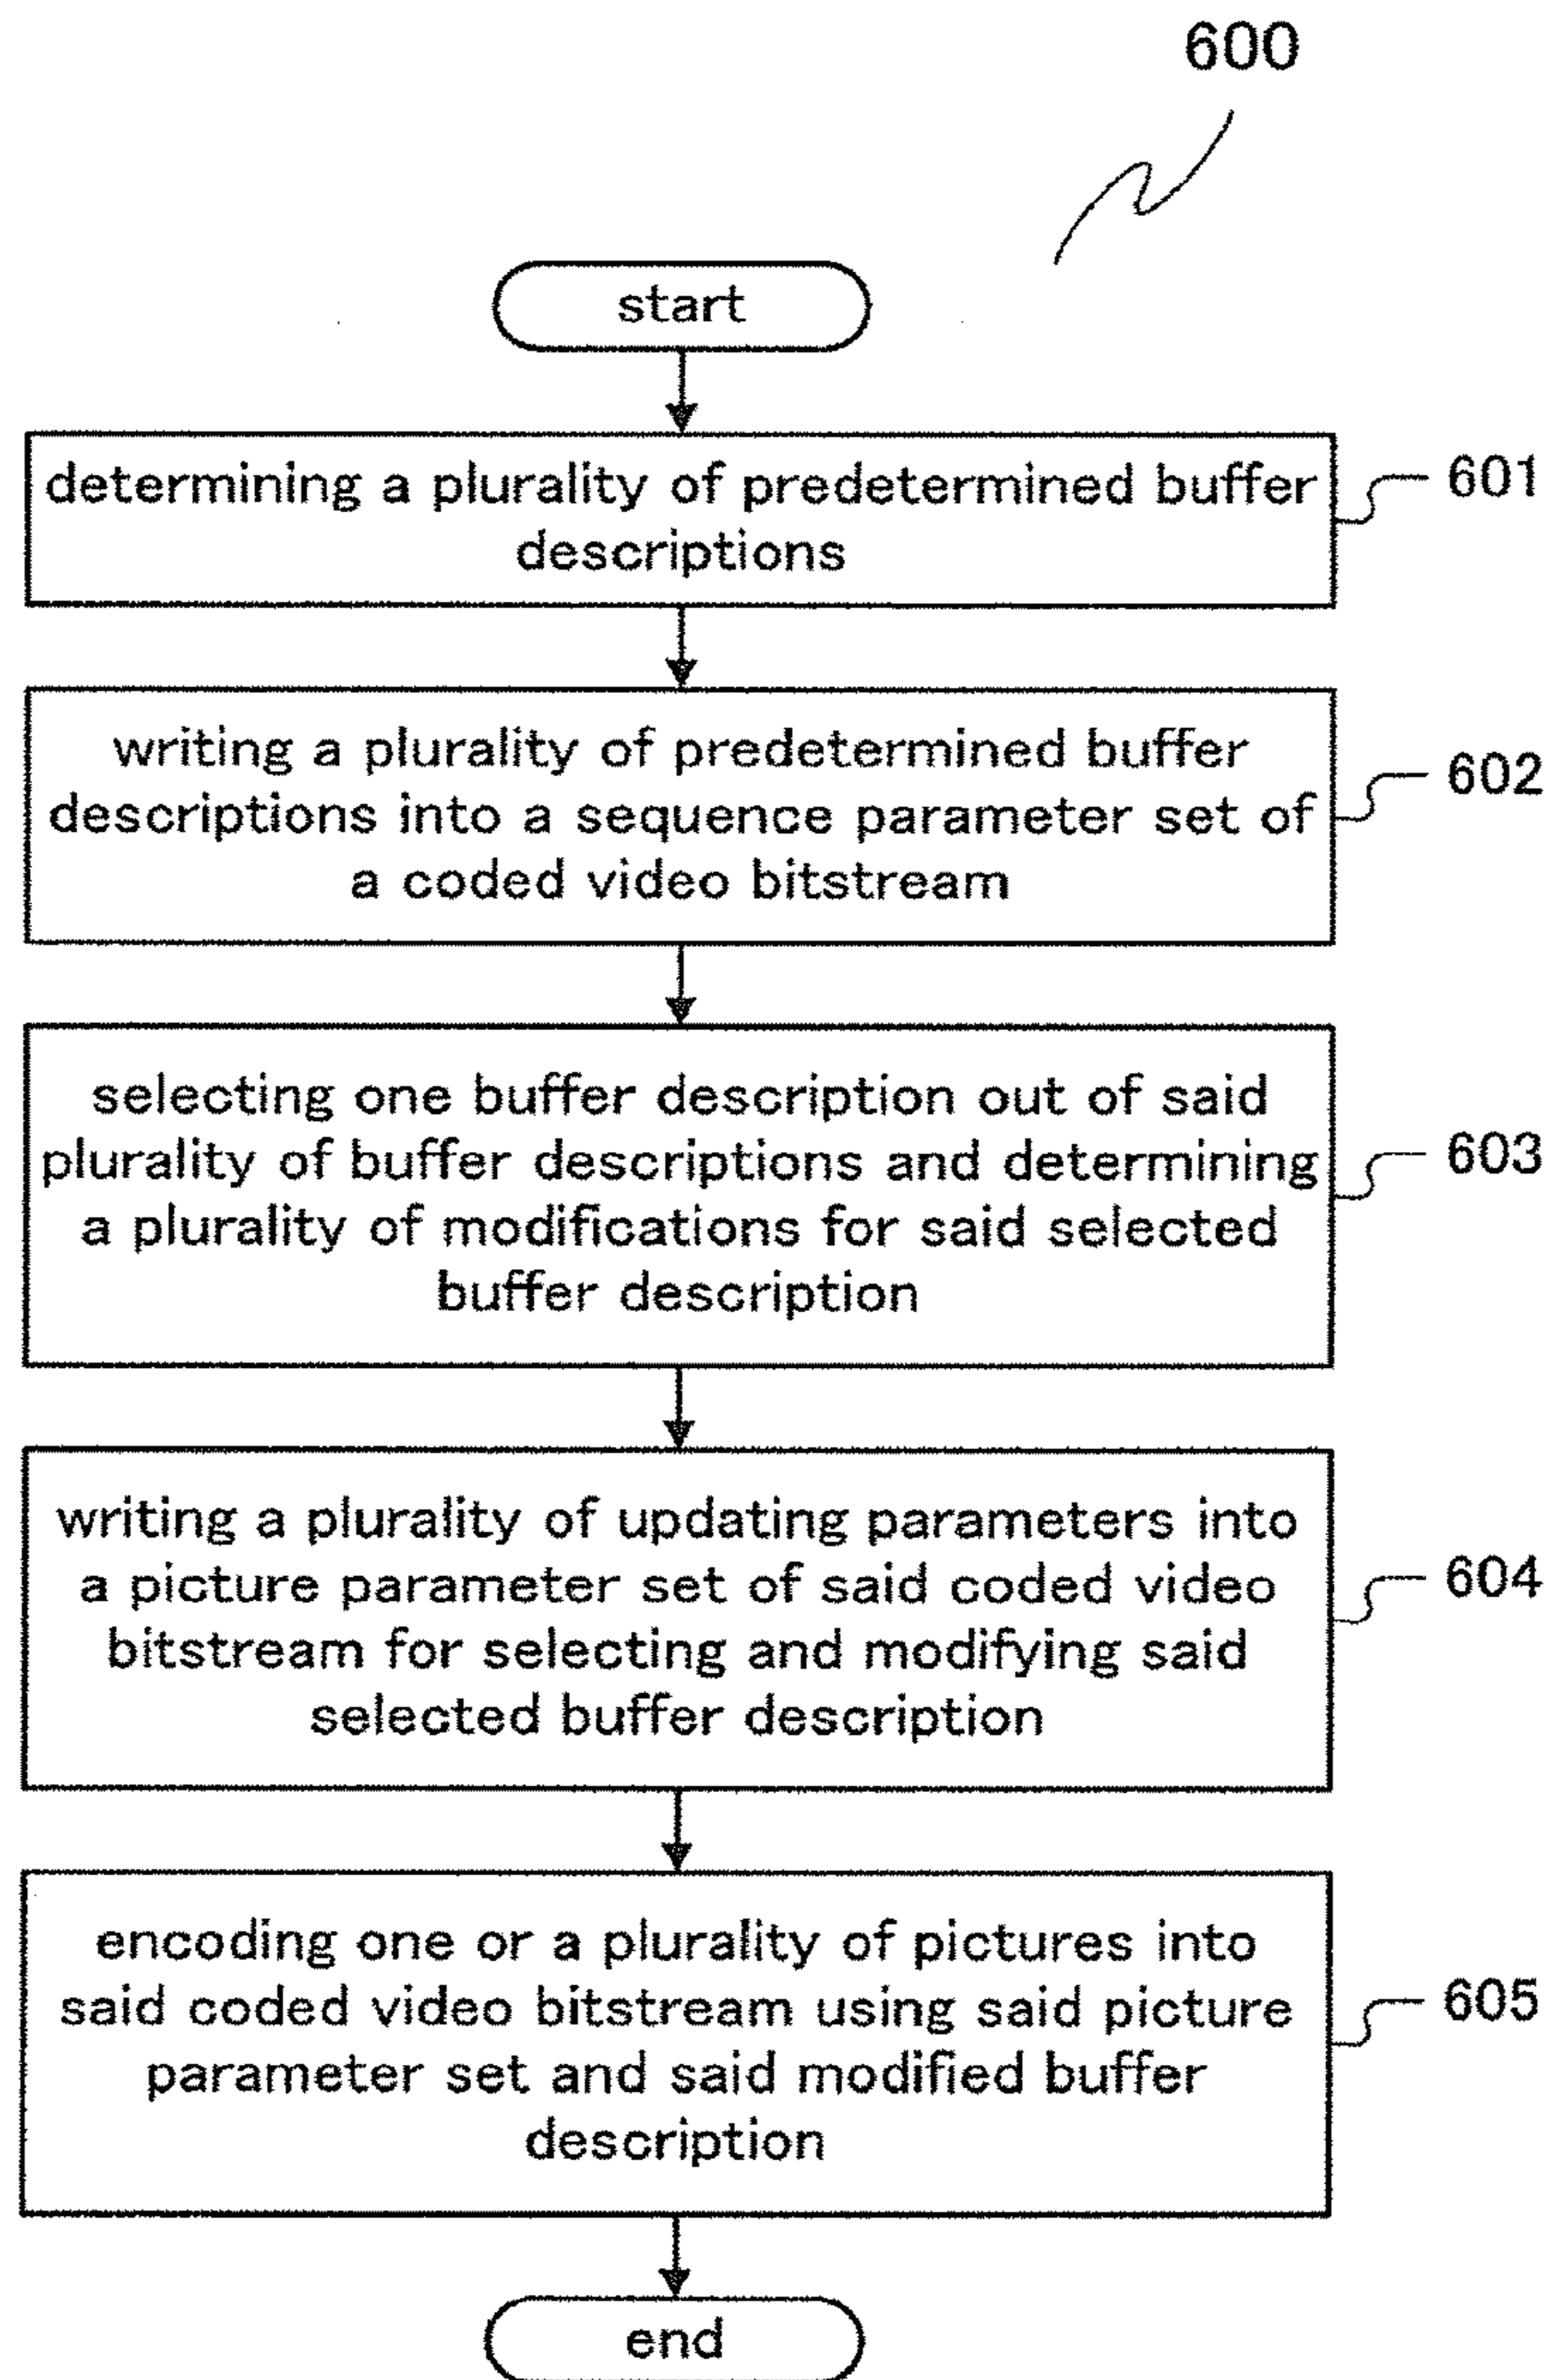 600
start
determining a plurality of predetermined buffer
descriptions
601
writing a plurality of predetermined buffer
descriptions into a sequence parameter set of
a coded video bitstream
602
selecting one buffer description out of said
plurality of buffer descriptions and determining
a plurality of modifications for said selected
buffer description
603
writing a plurality of updating parameters into
a picture parameter set of said coded video
bitstream for selecting and modifying said
selected buffer description
604
encoding one or a plurality of pictures into
said coded video bitstream using said picture
parameter set and said modified buffer
description
605
end